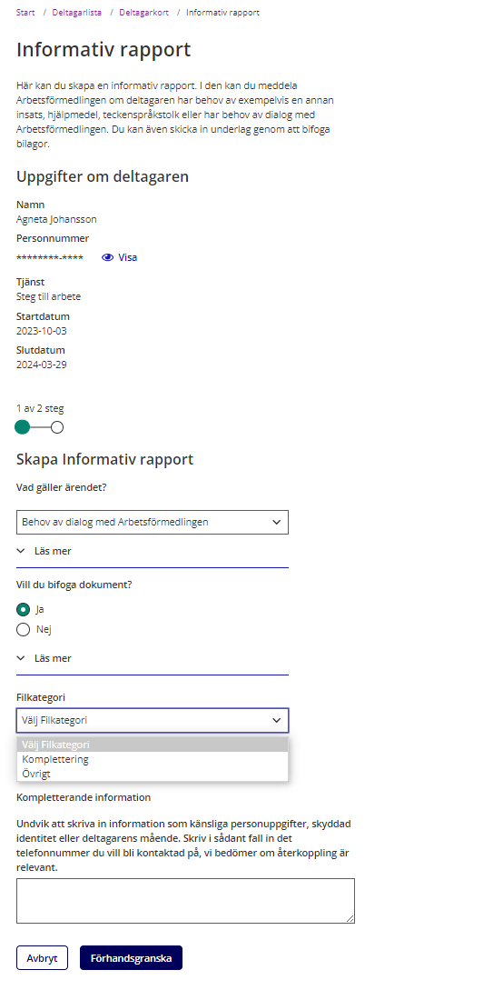 Start / Deltagarlista / Deltagarkort / Informativ rapport
Informativ rapport
Här kan du skapa en informativ rapport. I den kan du meddela
Arbetsförmedlingen om deltagaren har behov av exempelvis en annan
insats, hjälpmedel, teckenspråkstolk eller har behov av dialog med
Arbetsförmedlingen. Du kan även skicka in underlag genom att bifoga
bilagor.
Uppgifter om deltagaren
Namn
Agneta Johansson
Personnummer
********-**** Visa
Tjänst
Steg till arbete
Startdatum
2023-10-03
Slutdatum
2024-03-29
1 av 2 steg
Skapa Informativ rapport
Vad gäller ärendet?
Behov av dialog med Arbetsförmedlingen
Läs mer
Vill du bifoga dokument?
Ja
Nej
Läs mer
Filkategori
Välj Filkategori
Välj Filkategori
Komplettering
Övrigt
Kompletterande information
Undvik att skriva in information som känsliga personuppgifter, skyddad
identitet eller deltagarens mående. Skriv i sådant fall in det
telefonnummer du vill bli kontaktad på, vi bedömer om återkoppling är
relevant.
Avbryt Förhandsgranska